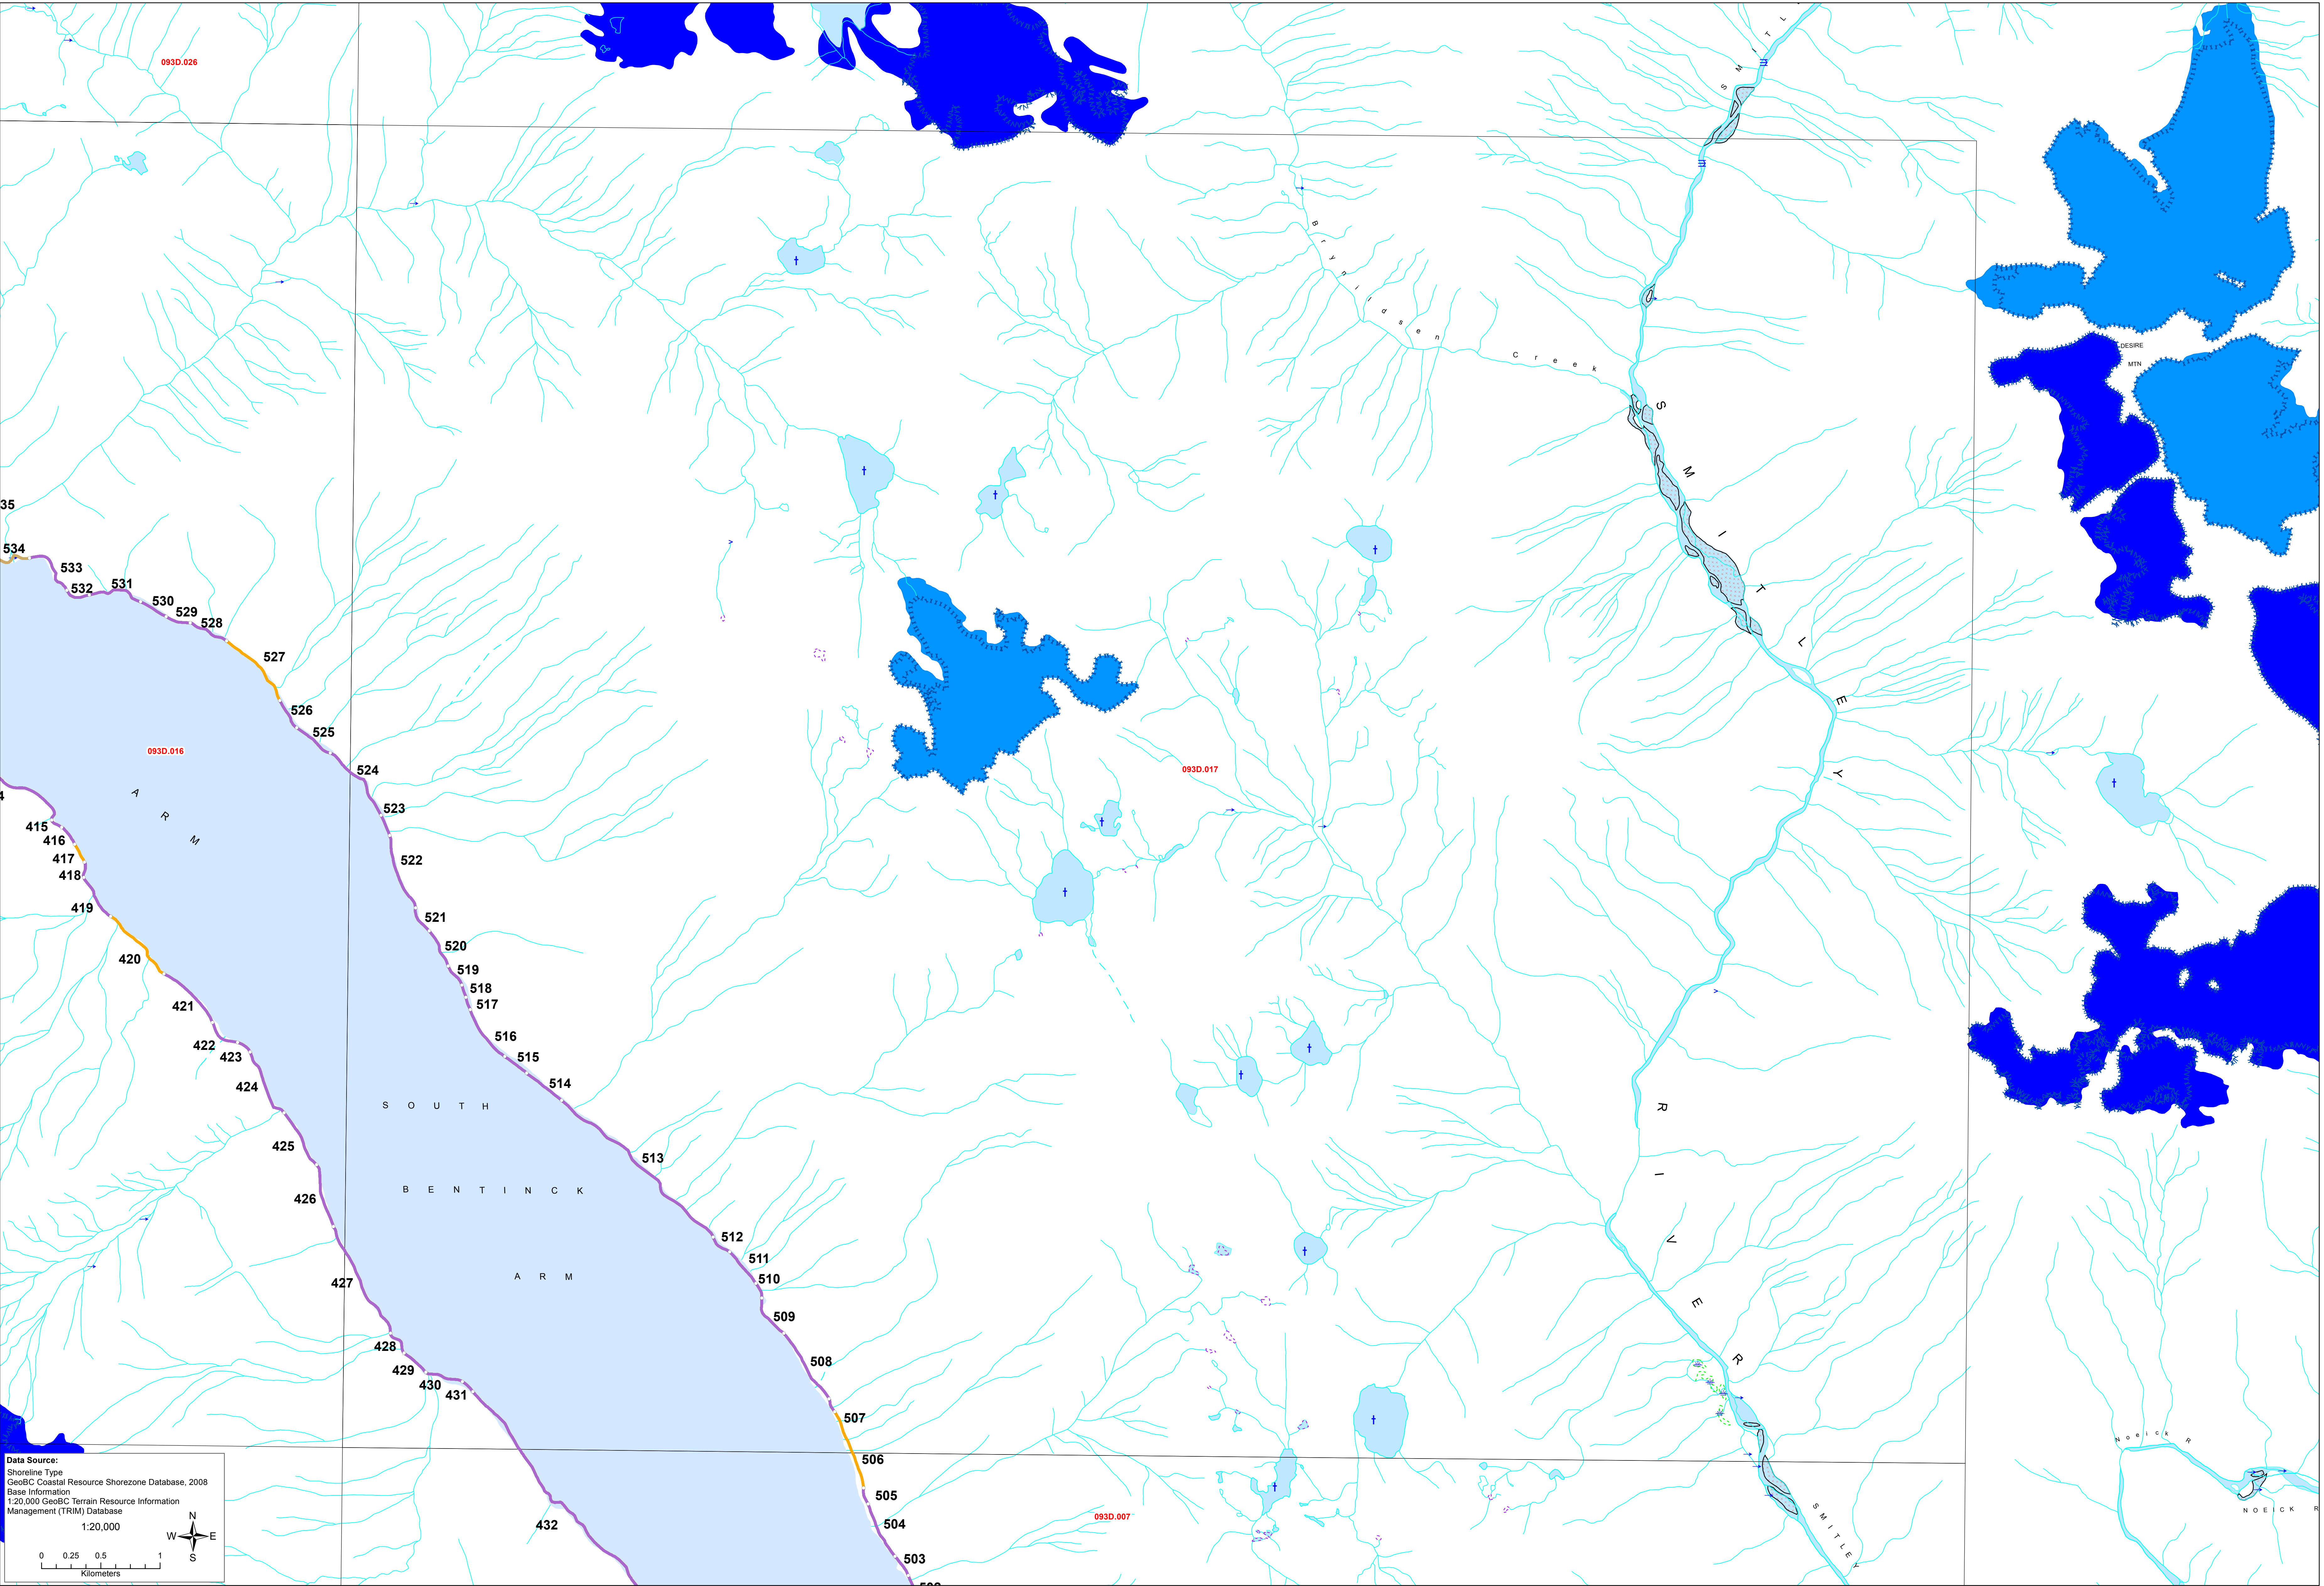 093D.026
S M I T L
B r y n i l d s e n
C r e e k
DESIRE
MTN
S M I T L E Y
R I V E R
35
534
533
532
531
530
529
528
527
526
525
524
523
522
521
520
519
518
517
516
515
514
513
512
511
510
509
508
507
506
505
504
503
093D.016
A R M
093D.017
4
415
416
417
418
419
420
421
422
423
424
425
426
427
428
429
430
431
432
S O U T H
B E N T I N C K
A R M
093D.007
S M I T L E Y
N o e i c k R
N O E I C K R
Data Source:
Shoreline Type
GeoBC Coastal Resource Shorezone Database, 2008
Base Information
1:20,000 GeoBC Terrain Resource Information
Management (TRIM) Database
1:20,000
N
W E
S
0 0.25 0.5 1
Kilometers